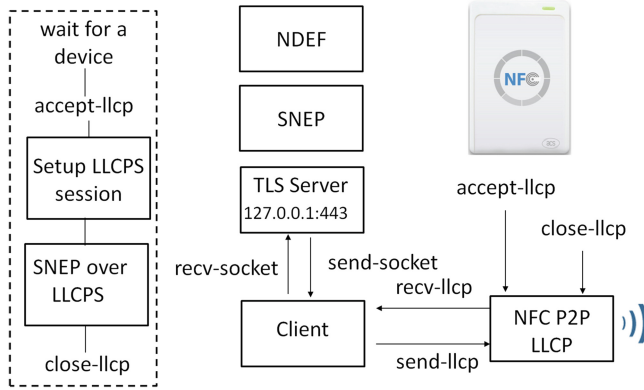 wait for a
device
accept-llcp
Setup LLCPS
session
SNEP over
LLCPS
close-llcp
NDEF
SNEP
TLS Server
127.0.0.1:443
recv-socket
send-socket
Client
recv-llcp
send-llcp
NFC
accept-llcp
close-llcp
NFC P2P
LLCP